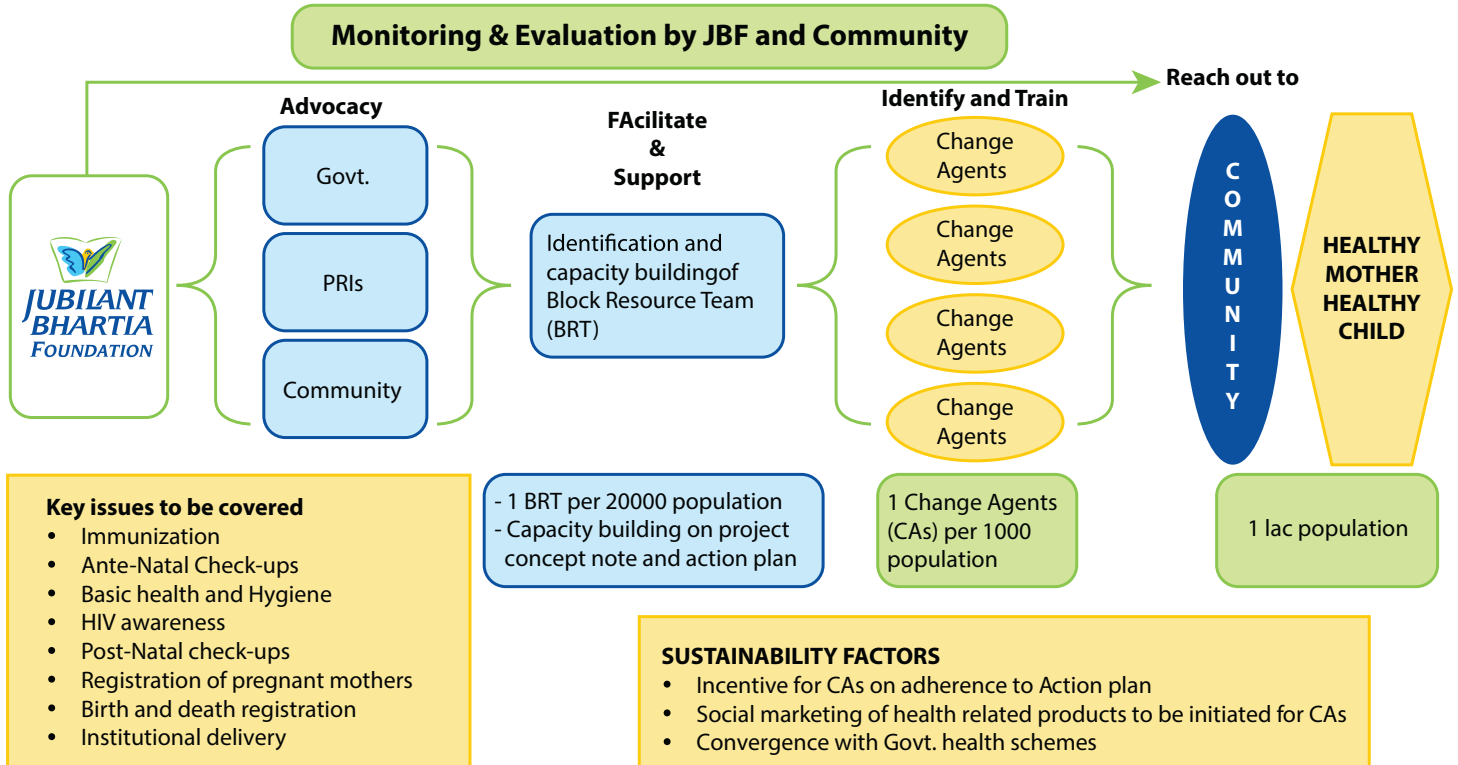 Monitoring & Evaluation by JBF and Community
Reach out to
Advocacy
FAcilitate
&
Support
Identify and Train
JUBILANT
BHARTIA
FOUNDATION
Govt.
PRIs
Community
Identification and
capacity buildingof
Block Resource Team
(BRT)
Change
Agents
Change
Agents
Change
Agents
Change
Agents
C
O
M
M
U
N
I
T
Y
HEALTHY
MOTHER
HEALTHY
CHILD
Key issues to be covered
• Immunization
• Ante-Natal Check-ups
• Basic health and Hygiene
• HIV awareness
• Post-Natal check-ups
• Registration of pregnant mothers
• Birth and death registration
• Institutional delivery
- 1 BRT per 20000 population
- Capacity building on project
concept note and action plan
1 Change Agents
(CAs) per 1000
population
1 lac population
SUSTAINABILITY FACTORS
• Incentive for CAs on adherence to Action plan
• Social marketing of health related products to be initiated for CAs
• Convergence with Govt. health schemes